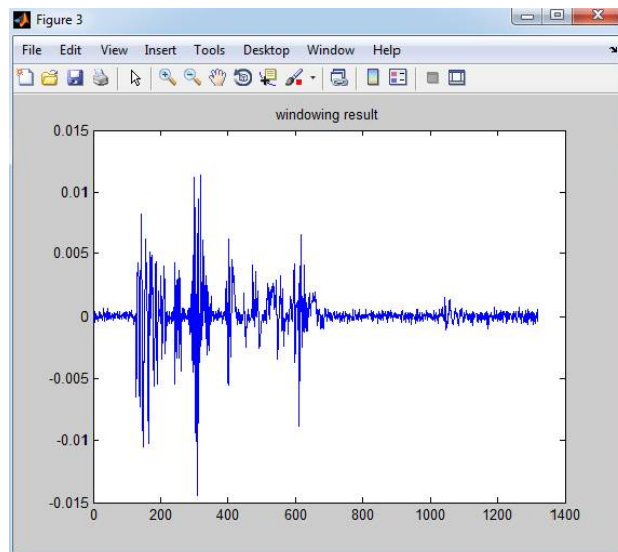 Figure 3
File Edit View Insert Tools Desktop Window Help
windowing result
0.015
0.01
0.005
0
-0.005
-0.01
-0.015
0 200 400 600 800 1000 1200 1400